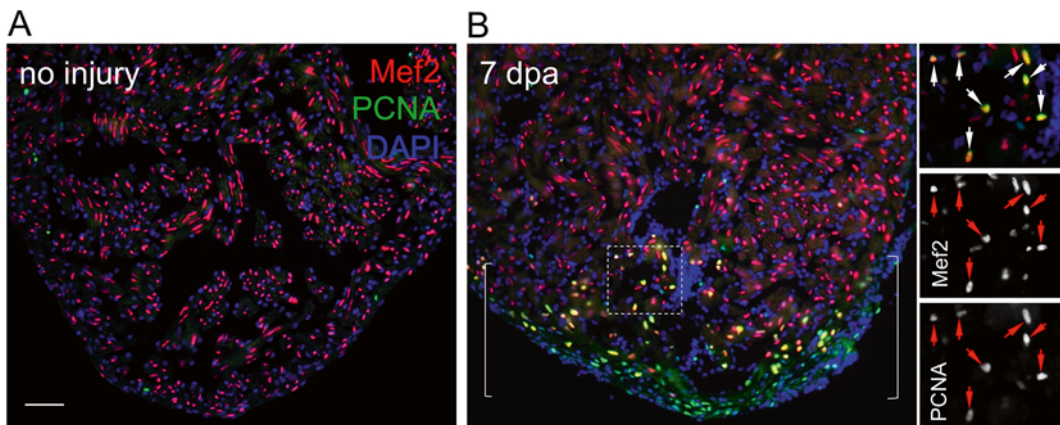 A
B
no injury
Mef2
PCNA
DAPI
7 dpa
Mef2
PCNA